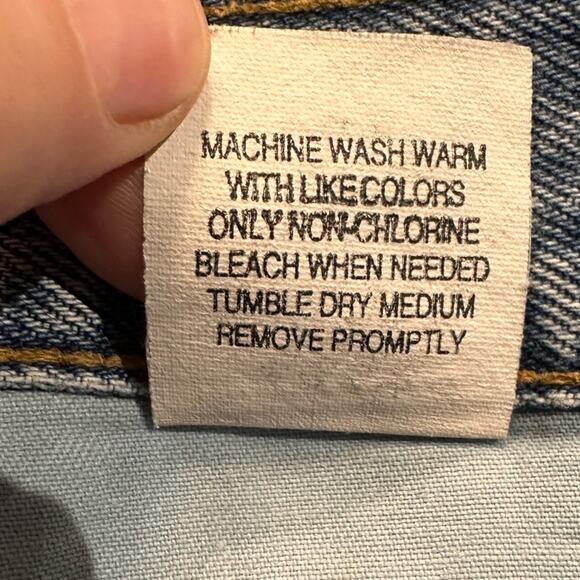 MACHINE WASH WARM
WITH LIKE COLORS
ONLY NON-CHLORINE
BLEACH WHEN NEEDED
TUMBLE DRY MEDIUM
REMOVE PROMPTLY